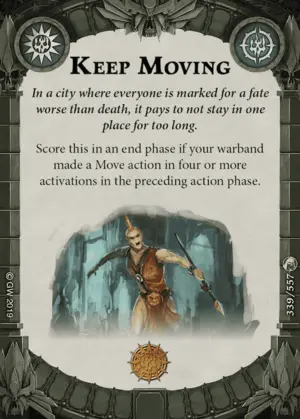 KEEP MOVING
In a city where everyone is marked for a fate
worse than death, it pays to not stay in one
place for too long.
Score this in an end phase if your warband
made a Move action in four or more
activations in the preceding action phase.
©GW 2019
339/557